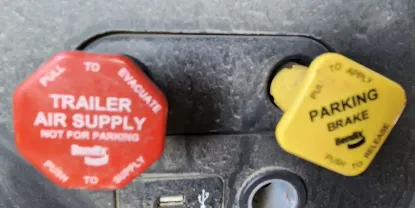 PULL TO EVACUATE
TRAILER
AIR SUPPLY
NOT FOR PARKING
Bendix
PUSH TO SUPPLY
PULL TO APPLY
PARKING
BRAKE
Bendix
PUSH TO RELEASE